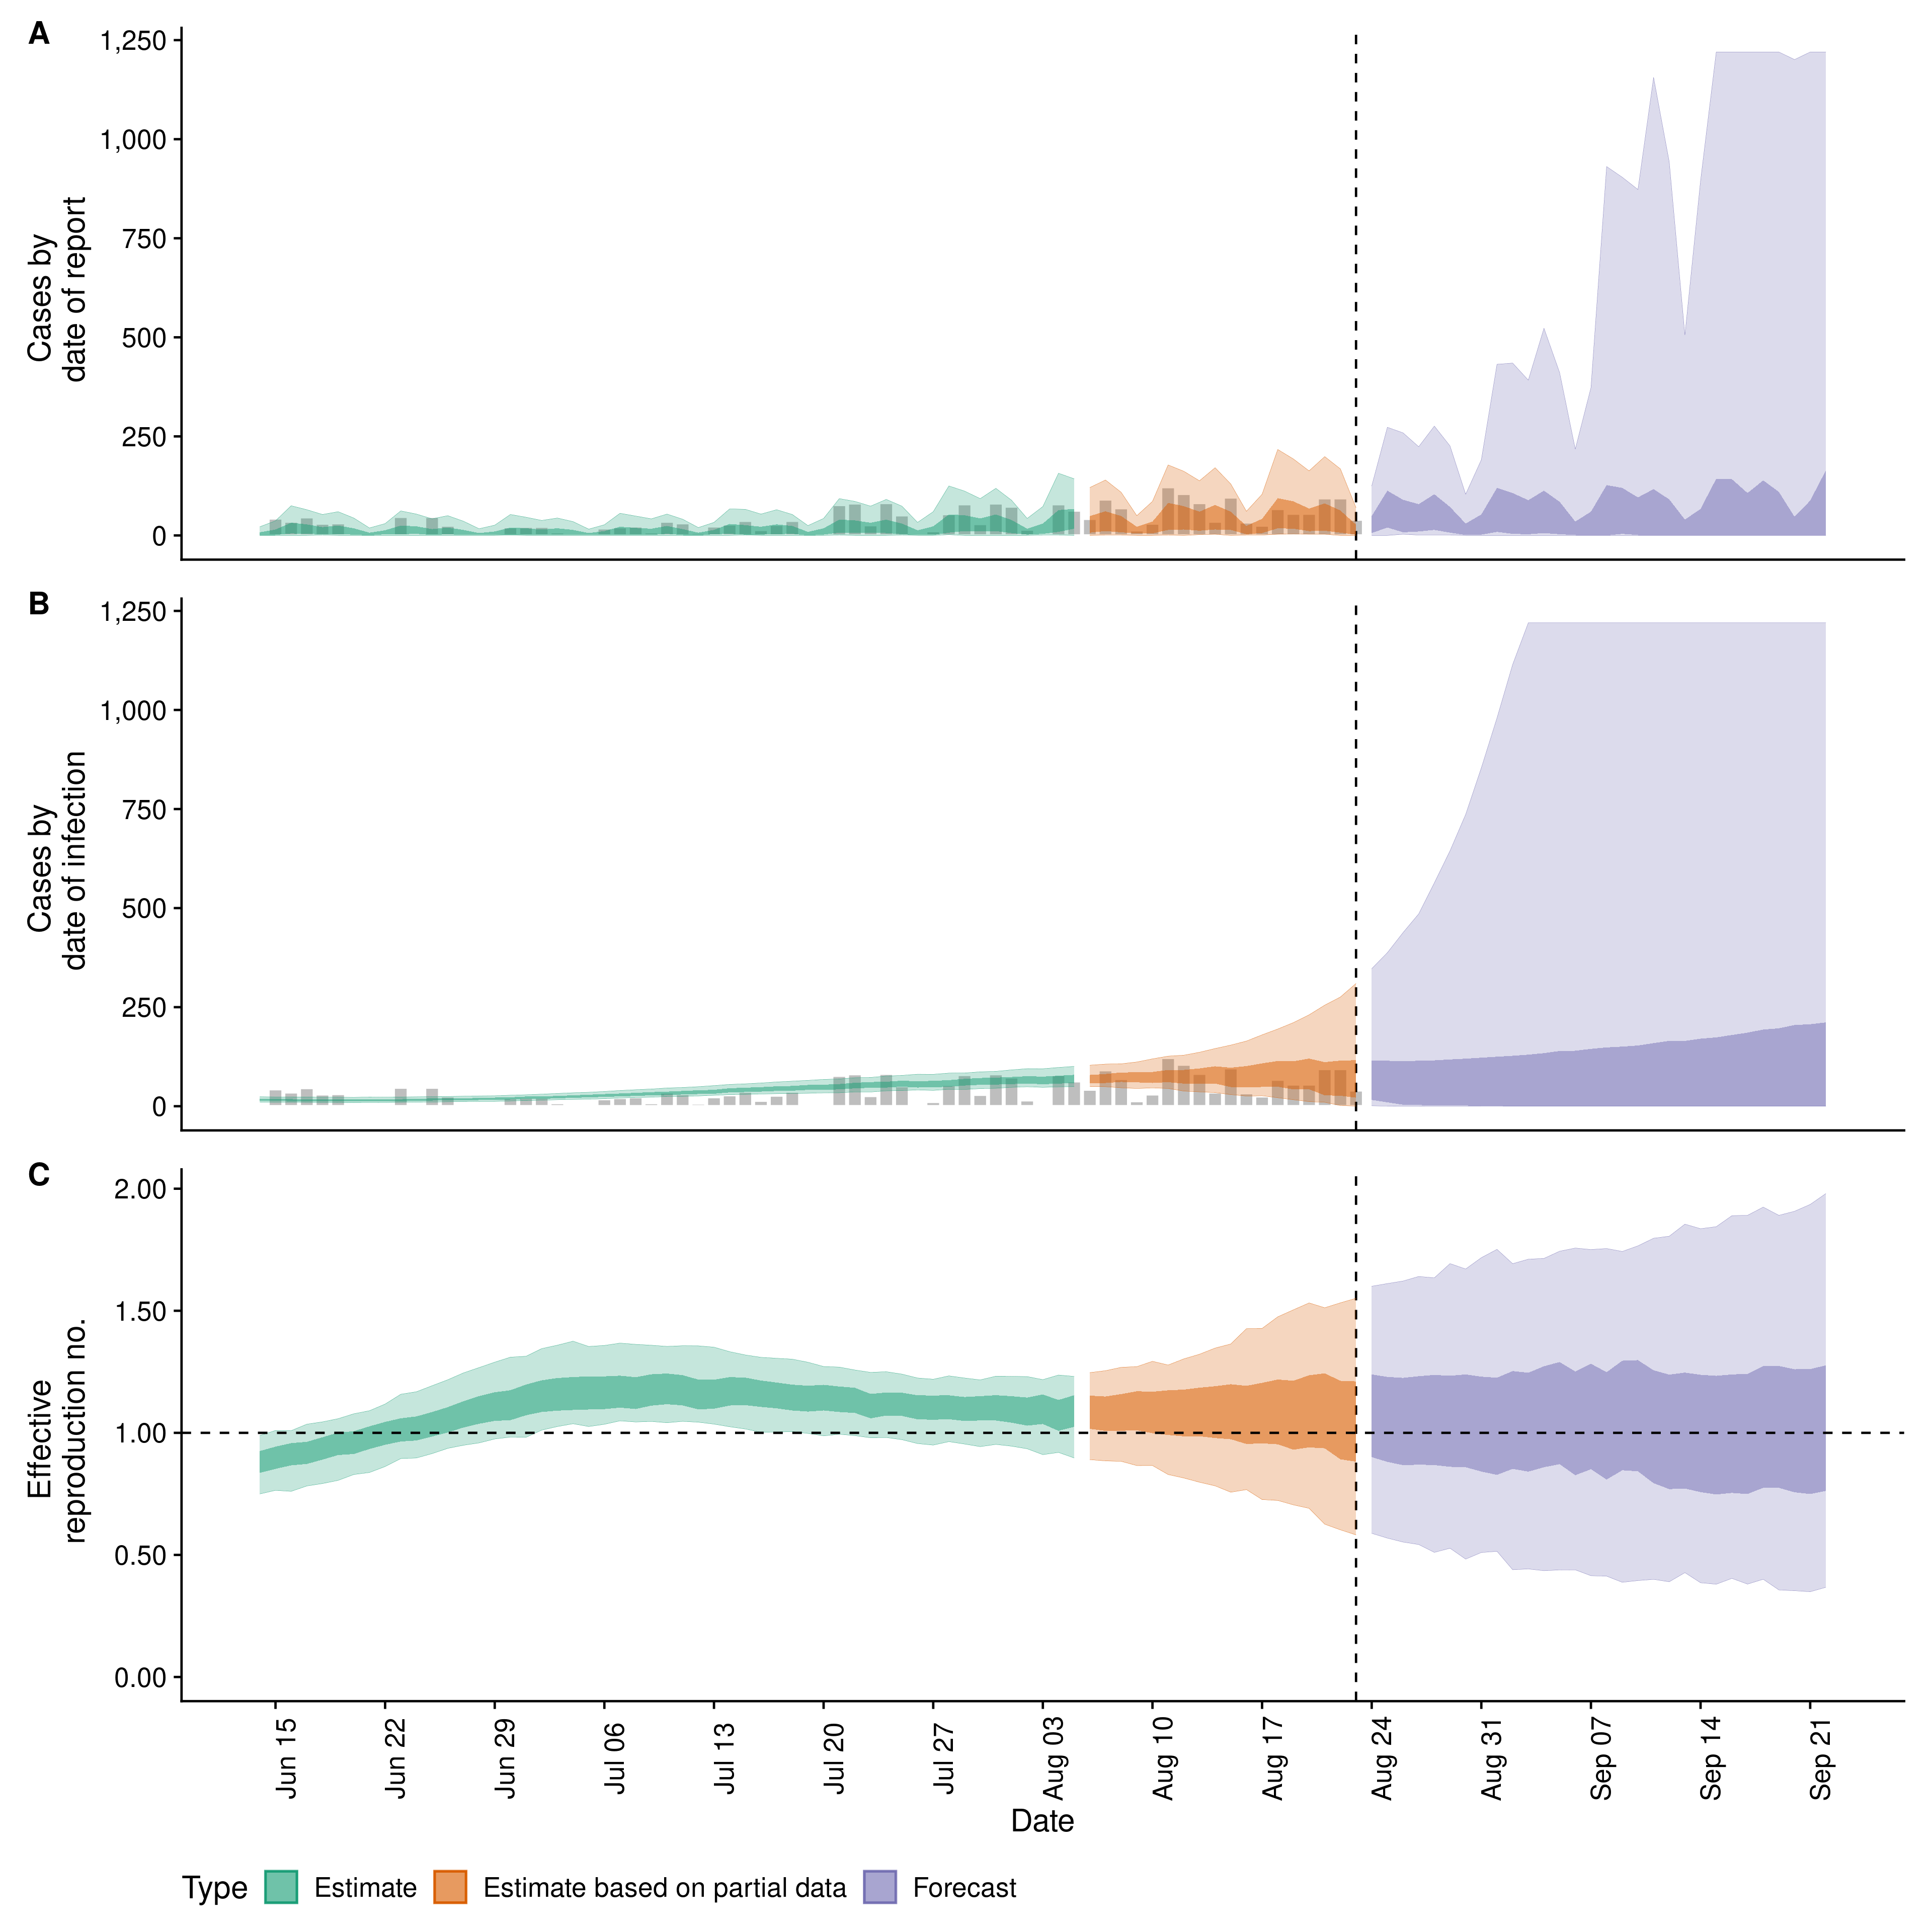 A
1,250
1,000
750
500
250
0
Cases by
date of report
B
1,250
1,000
750
500
250
0
Cases by
date of infection
C
2.00
1.50
1.00
0.50
0.00
Effective
reproduction no.
Jun 15
Jun 22
Jun 29
Jul 06
Jul 13
Jul 20
Jul 27
Aug 03
Aug 10
Aug 17
Aug 24
Aug 31
Sep 07
Sep 14
Sep 21
Date
Type Estimate Estimate based on partial data Forecast